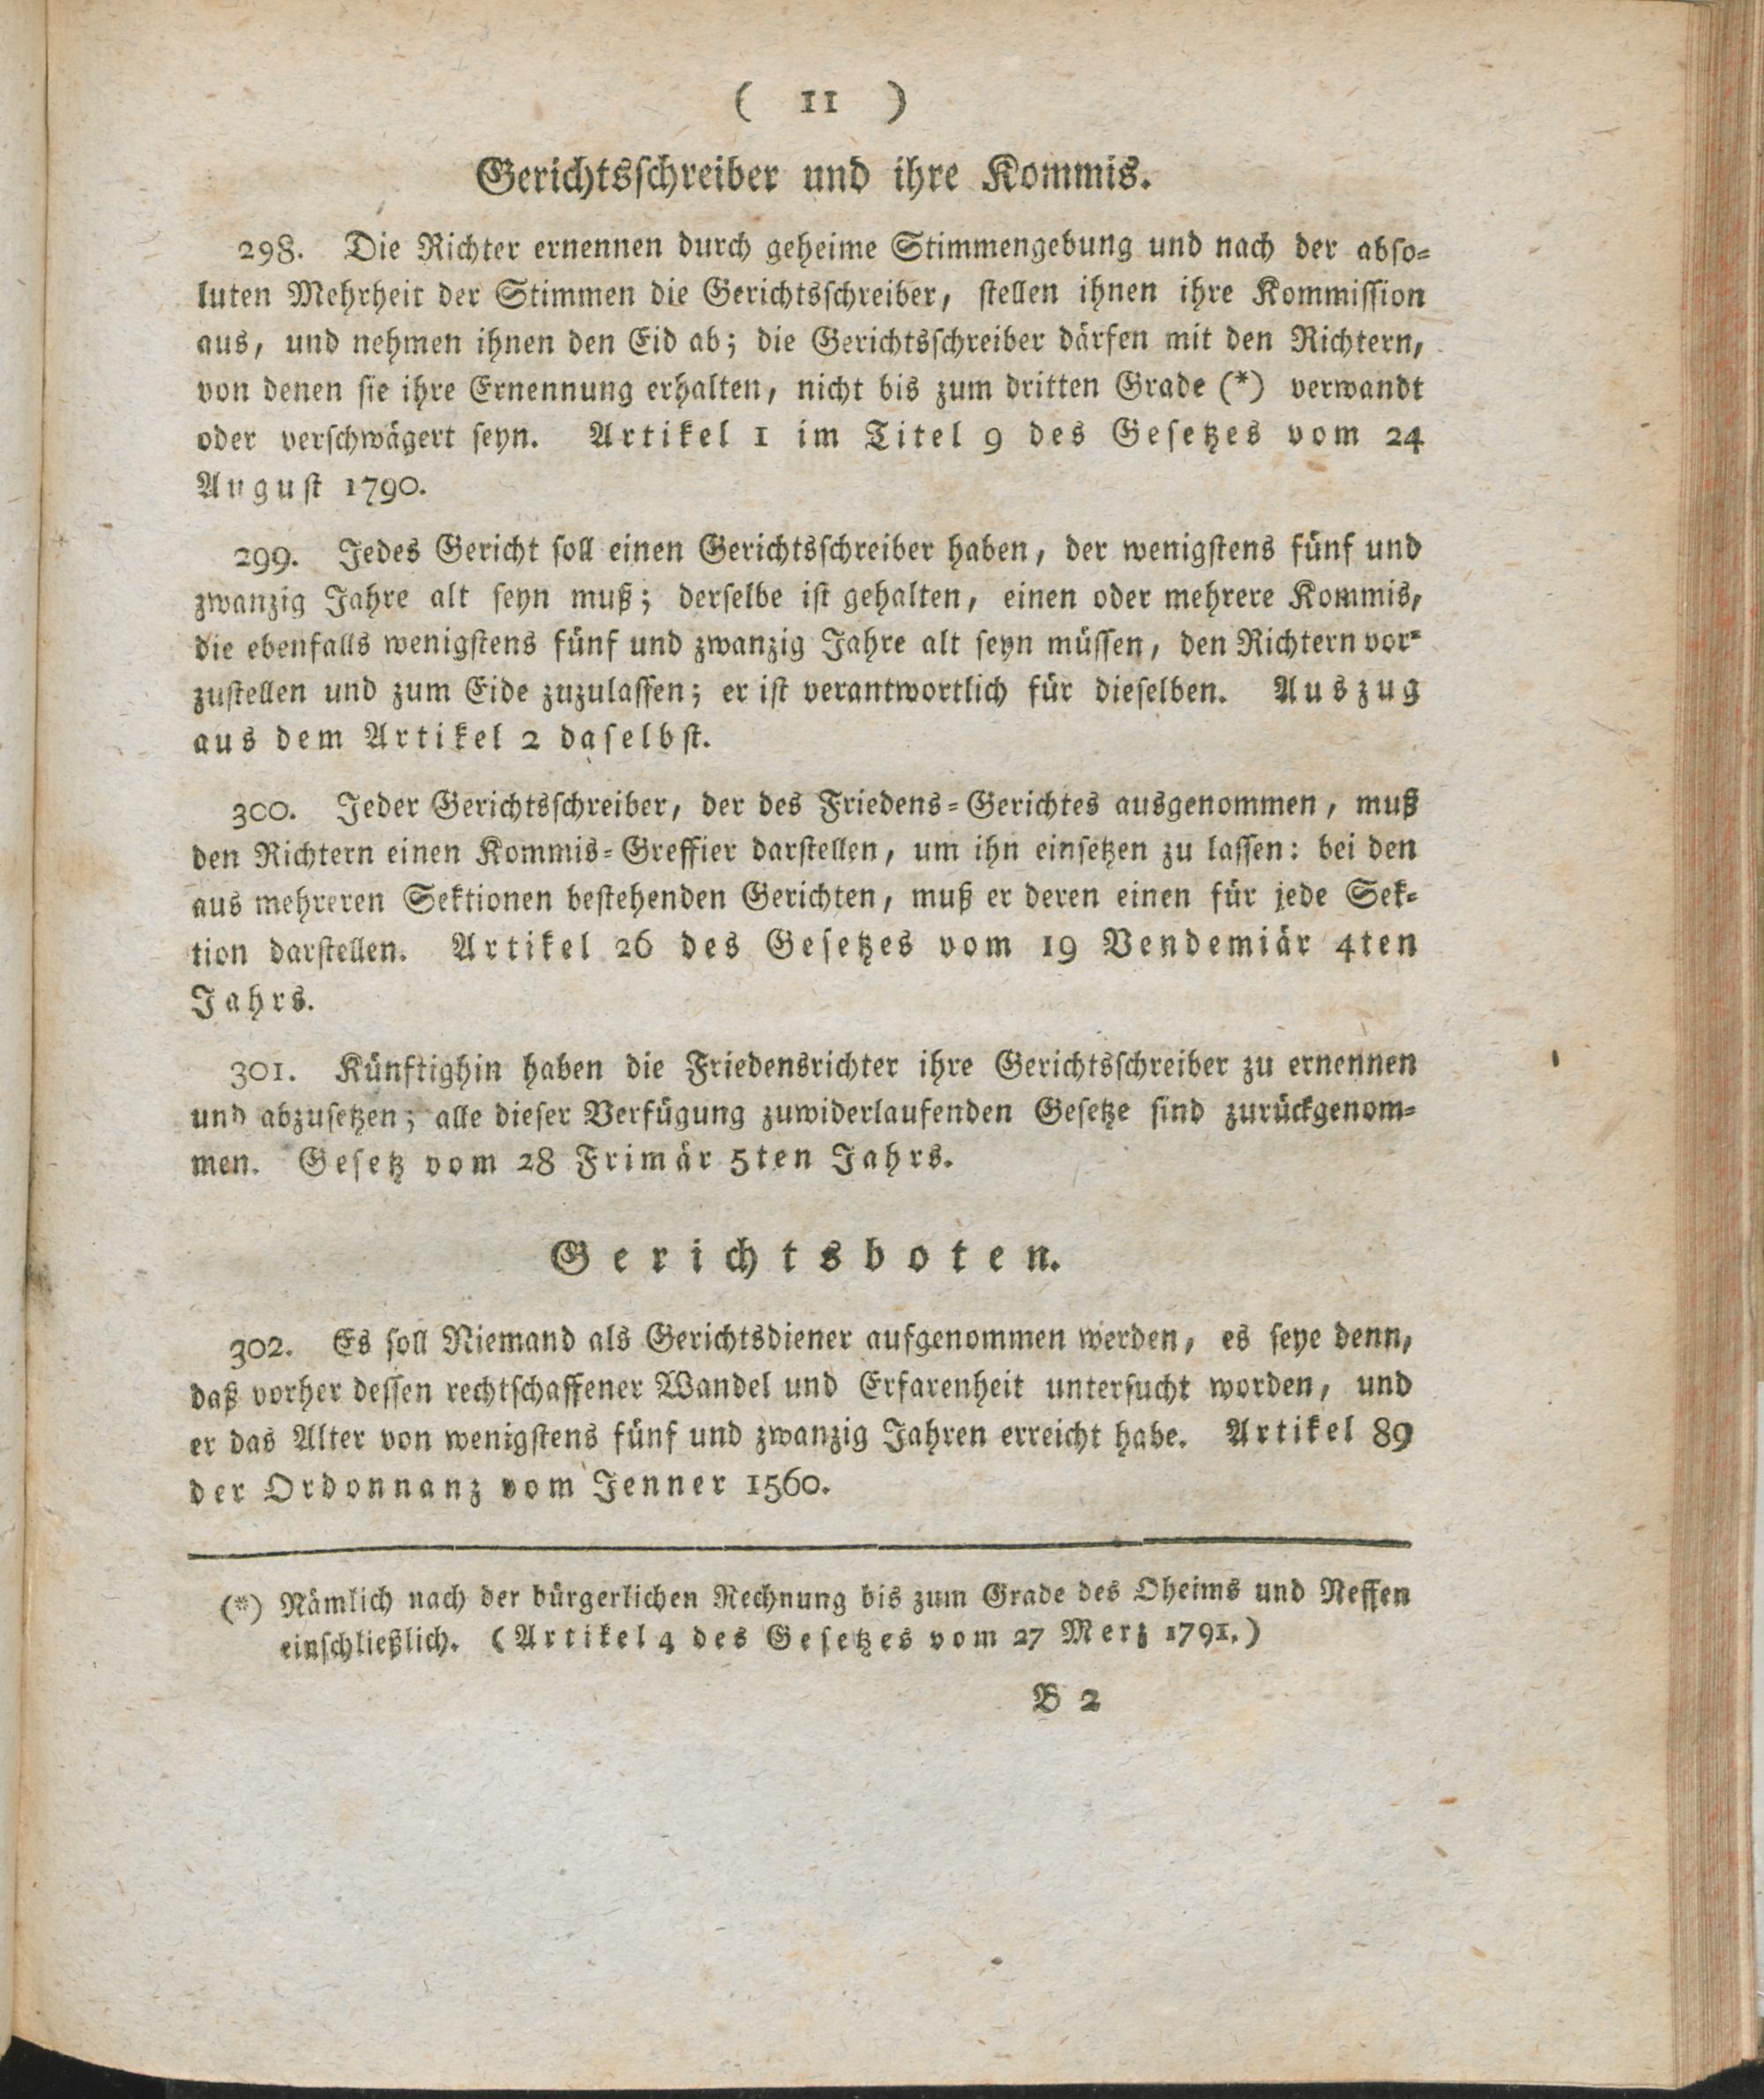 ( 11 )
Gerichtsschreiber und ihre Kommis.
298. Die Richter ernennen durch geheime Stimmengebung und nach der abso-
luten Mehrheit der Stimmen die Gerichtsschreiber, stellen ihnen ihre Kommission
aus, und nehmen ihnen den Eid ab; die Gerichtsschreiber därfen mit den Richtern,
von denen sie ihre Ernennung erhalten, nicht bis zum dritten Grade (*) verwandt
oder verschwägert seyn. Artikel 1 im Titel 9 des Gesetzes vom 24
August 1790.
299. Jedes Gericht soll einen Gerichtsschreiber haben, der wenigstens fünf und
zwanzig Jahre alt seyn muß; derselbe ist gehalten, einen oder mehrere Kommis,
die ebenfalls wenigstens fünf und zwanzig Jahre alt seyn müssen, den Richtern vor-
zustellen und zum Eide zuzulassen; er ist verantwortlich für dieselben. Auszug
aus dem Artikel 2 daselbst.
300. Jeder Gerichtsschreiber, der des Friedens-Gerichtes ausgenommen, muß
den Richtern einen Kommis-Greffier darstellen, um ihn einsetzen zu lassen: bei den
aus mehreren Sektionen bestehenden Gerichten, muß er deren einen für jede Sek-
tion darstellen. Artikel 26 des Gesetzes vom 19 Vendemiär 4ten
Jahrs.
301. Künftighin haben die Friedensrichter ihre Gerichtsschreiber zu ernennen
und abzusetzen; alle dieser Verfügung zuwiderlaufenden Gesetze sind zurückgenom-
men. Gesetz vom 28 Frimär 5ten Jahrs.
Gerichtsboten.
302. Es soll Niemand als Gerichtsdiener aufgenommen werden, es seye denn,
daß vorher dessen rechtschaffener Wandel und Erfarenheit untersucht worden, und
er das Alter von wenigstens fünf und zwanzig Jahren erreicht habe. Artikel 89
der Ordonnanz vom Jenner 1560.
(*) Nämlich nach der bürgerlichen Rechnung bis zum Grade des Oheims und Neffen
einschließlich. (Artikel 4 des Gesetzes vom 27 Merz 1791.)
B 2